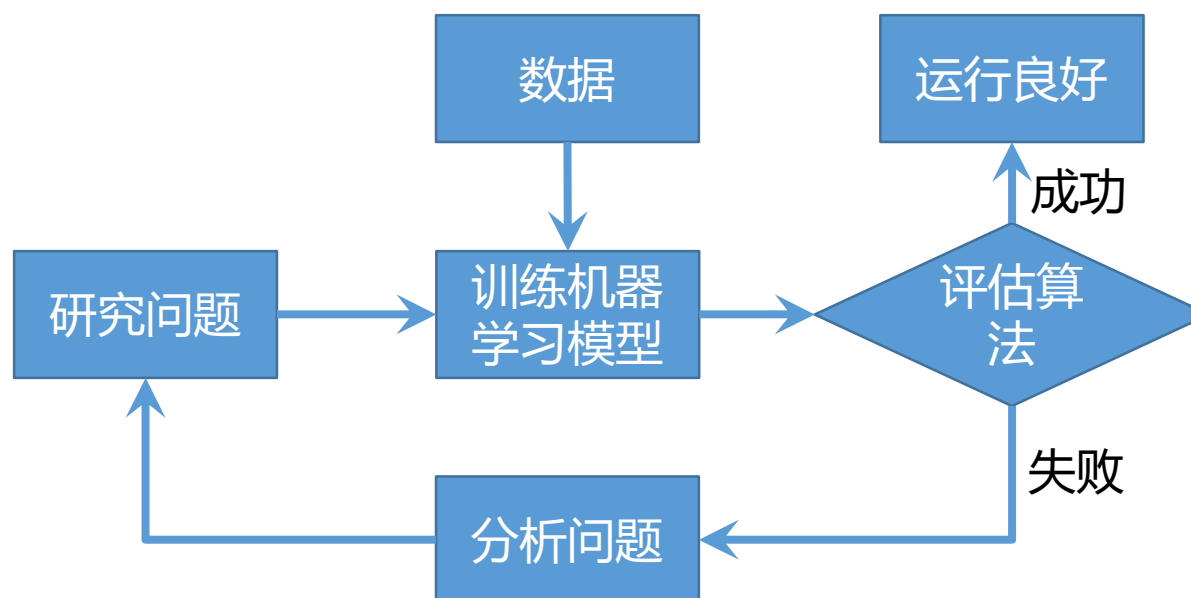 数据
运行良好
成功
研究问题
训练机器
学习模型
评估算
法
失败
分析问题